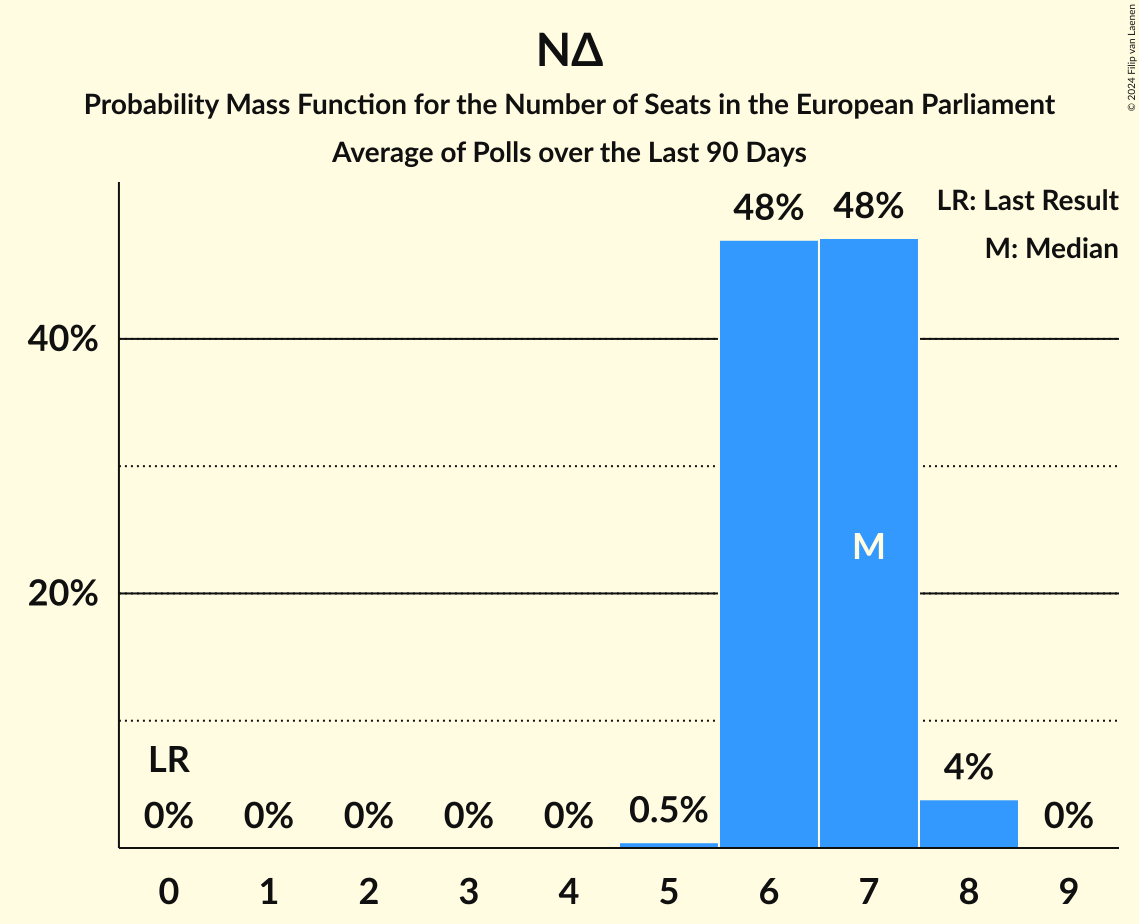 NΔ
Probability Mass Function for the Number of Seats in the European Parliament
Average of Polls over the Last 90 Days
© 2024 Filip van Laenen
LR: Last Result
M: Median
48% 48%
40%
M
20%
LR
0% 0% 0% 0% 0% 0.5% 4% 0%
0 1 2 3 4 5 6 7 8 9